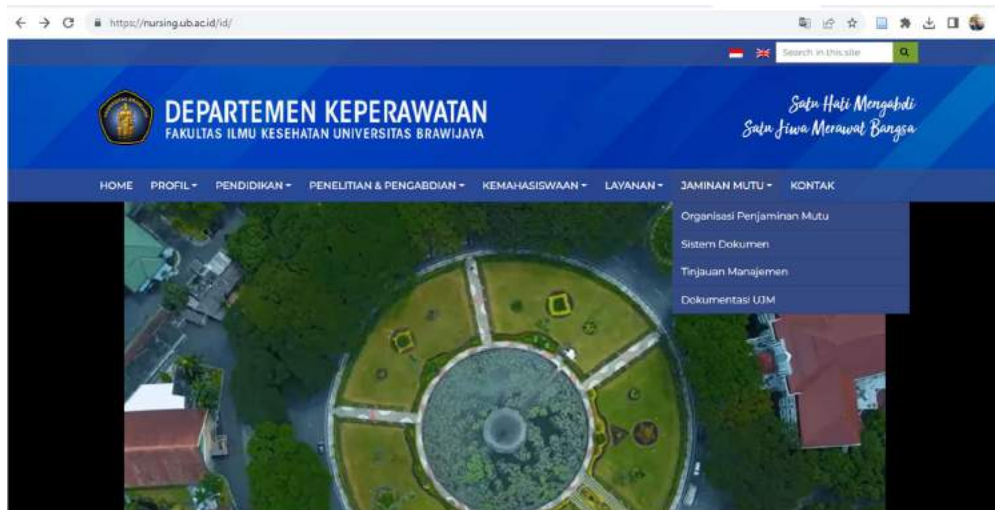 https://nursing.ub.ac.id/id/
Search in this site
DEPARTEMEN KEPERAWATAN
FAKULTAS ILMU KESEHATAN UNIVERSITAS BRAWIJAYA
Satu Hati Mengabdi
Satu Jiwa Merawat Bangsa
HOME PROFIL PENDIDIKAN PENELITIAN & PENGABDIAN KEMAHASISWAAN LAYANAN JAMINAN MUTU KONTAK
Organisasi Penjaminan Mutu
Sistem Dokumen
Tinjauan Manajemen
Dokumentasi UJM